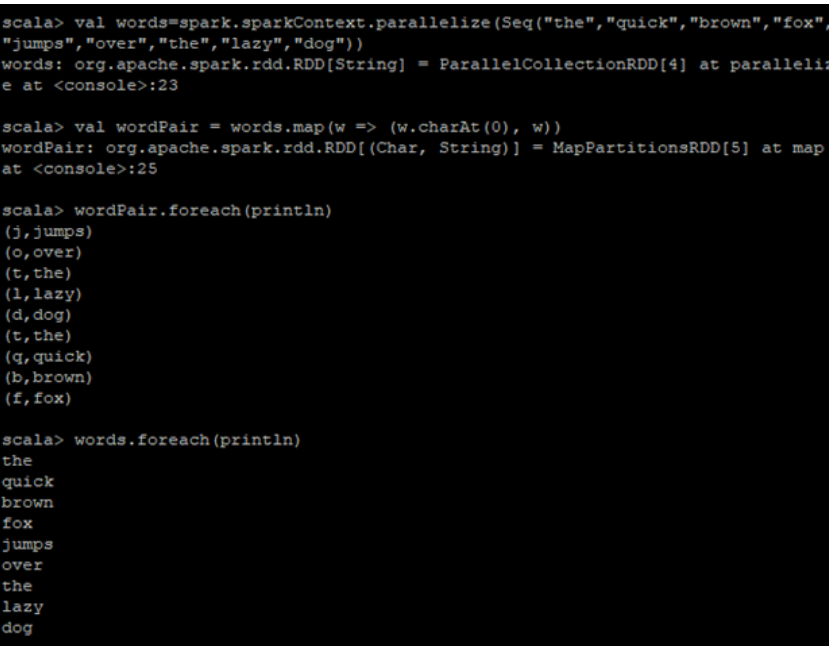 scala> val words=spark.sparkContext.parallelize(Seq("the","quick","brown","fox",
"jumps","over","the","lazy","dog"))
words: org.apache.spark.rdd.RDD[String] = ParallelCollectionRDD[4] at paralleliz
e at <console>:23
scala> val wordPair = words.map(w => (w.charAt(0), w))
wordPair: org.apache.spark.rdd.RDD[(Char, String)] = MapPartitionsRDD[5] at map
at <console>:25
scala> wordPair.foreach(println)
(j,jumps)
(o,over)
(t,the)
(l,lazy)
(d,dog)
(t,the)
(q,quick)
(b,brown)
(f,fox)
scala> words.foreach(println)
the
quick
brown
fox
jumps
over
the
lazy
dog